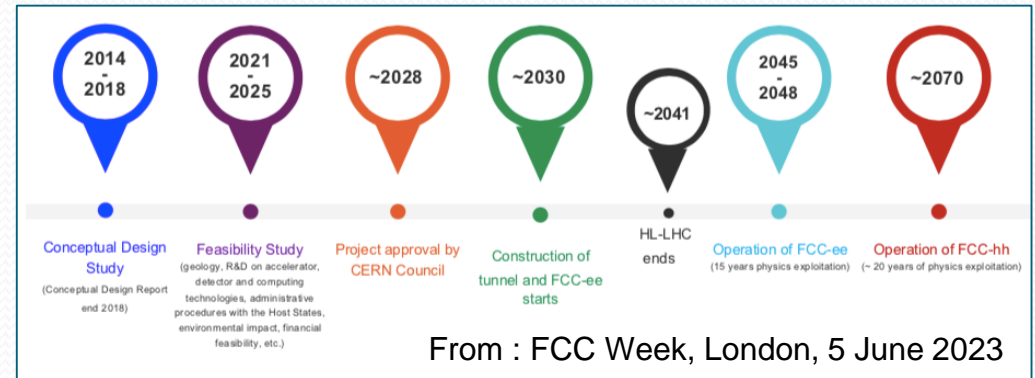 2014
-
2018
2021
-
2025
~2028
~2030
~2041
2045
-
2048
~2070
Conceptual Design
Study
(Conceptual Design Report
end 2018)
Feasibility Study
(geology, R&D on accelerator,
detector and computing
technologies, administrative
procedures with the Host States,
environmental impact, financial
feasibility, etc.)
Project approval by
CERN Council
Construction of
tunnel and FCC-ee
starts
HL-LHC
ends
Operation of FCC-ee
(15 years physics exploitation)
Operation of FCC-hh
(~ 20 years of physics exploitation)
From : FCC Week, London, 5 June 2023